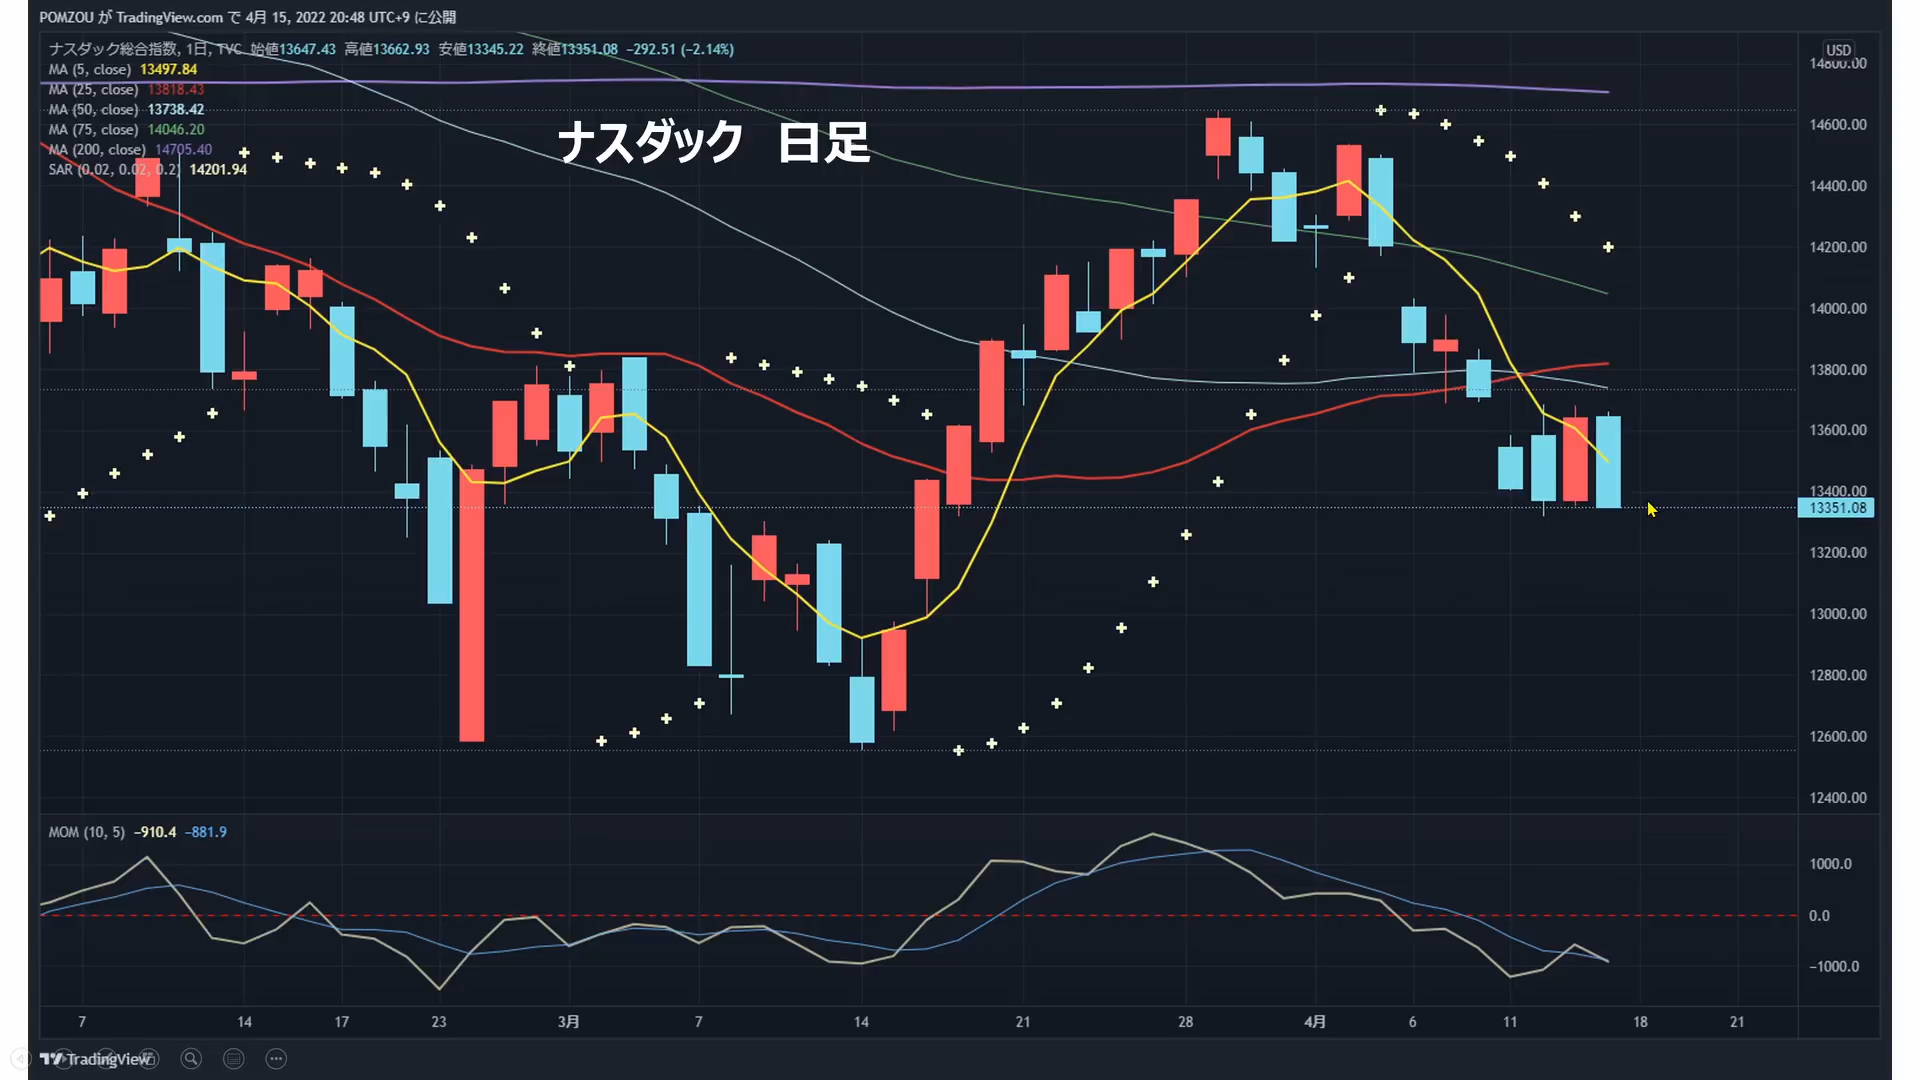 POMZOU が TradingView.com で 4月 15, 2022 20:48 UTC+9 に公開
ナスダック総合指数, 1日, TVC 始値13647.43 高値13662.93 安値13345.22 終値13351.08 −292.51 (−2.14%)
MA (5, close) 13497.84
MA (25, close) 13818.43
MA (50, close) 13738.42
MA (75, close) 14046.20
MA (200, close) 14705.40
SAR (0.02, 0.02, 0.2) 14201.94
ナスダック 日足
USD
14800.00
14600.00
14400.00
14200.00
14000.00
13800.00
13600.00
13400.00
13351.08
13200.00
13000.00
12800.00
12600.00
12400.00
MOM (10, 5) −910.4 −881.9
1000.0
0.0
−1000.0
7 14 17 23 3月 7 14 21 28 4月 6 11 18 21
TradingView